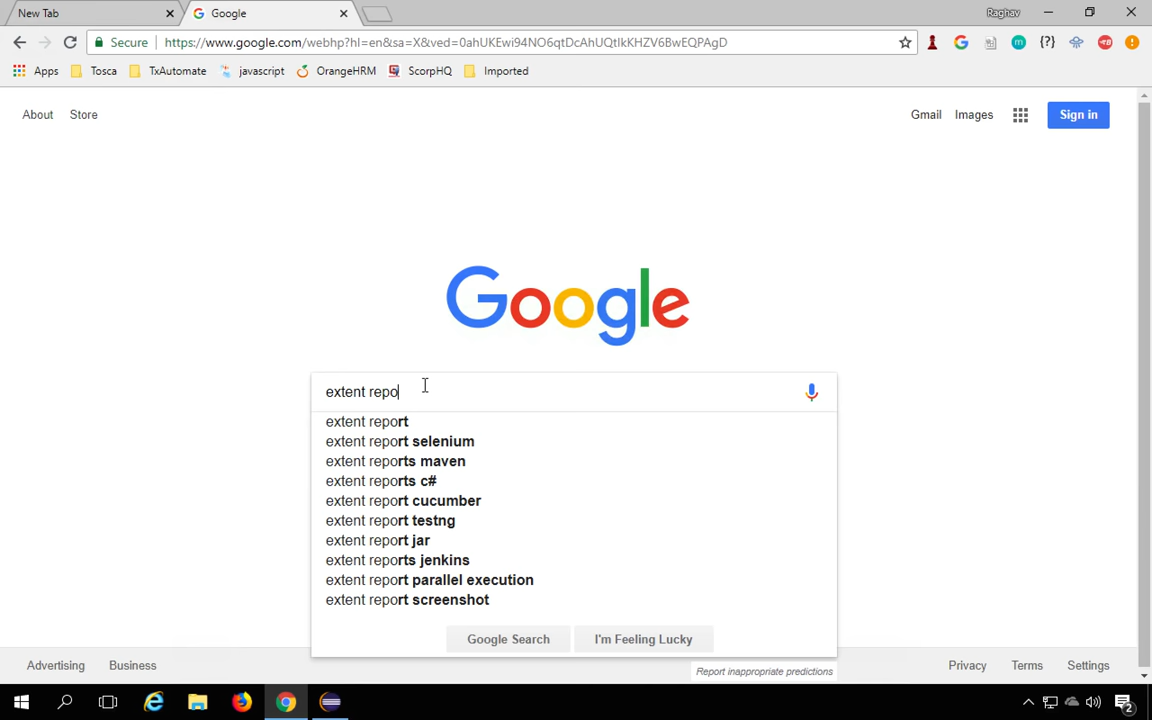 New Tab
Google
Raghav
Secure https://www.google.com/webhp?hl=en&sa=X&ved=0ahUKEwi94NO6qtDcAhUQtIkKHZV6BwEQPAgD
Apps Tosca TxAutomate javascript OrangeHRM ScorpHQ Imported
About Store Gmail Images Sign in
Google
extent repo
extent report
extent report selenium
extent reports maven
extent reports c#
extent report cucumber
extent report testng
extent report jar
extent reports jenkins
extent report parallel execution
extent report screenshot
Google Search I'm Feeling Lucky
Report inappropriate predictions
Advertising Business Privacy Terms Settings
2